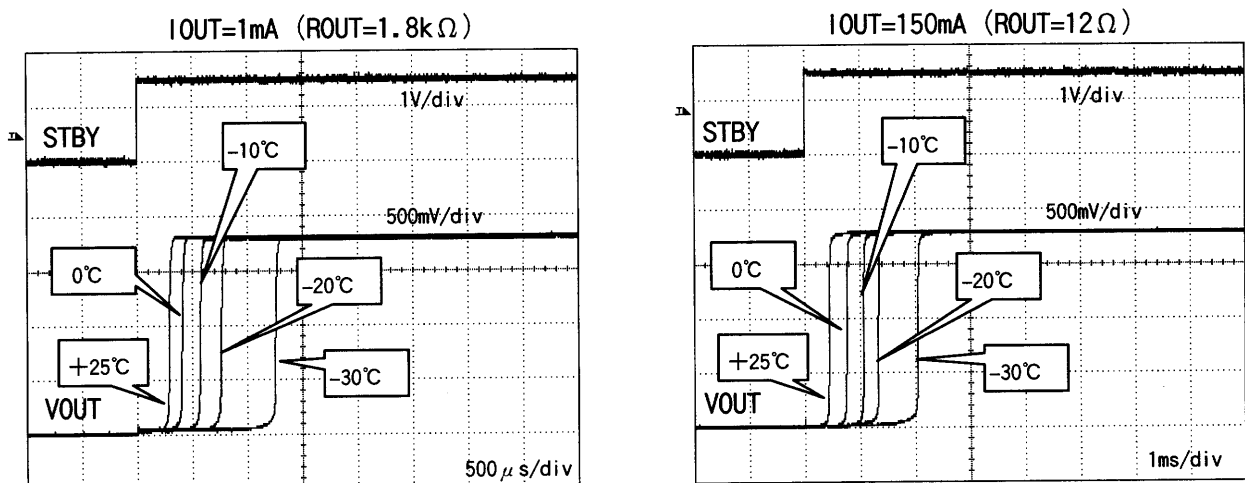 IOUT=1mA (ROUT=1.8kΩ)
1V/div
STBY
−10℃
500mV/div
0℃
−20℃
+25℃
−30℃
VOUT
500μs/div
IOUT=150mA (ROUT=12Ω)
1V/div
STBY
−10℃
500mV/div
0℃
−20℃
+25℃
−30℃
VOUT
1ms/div